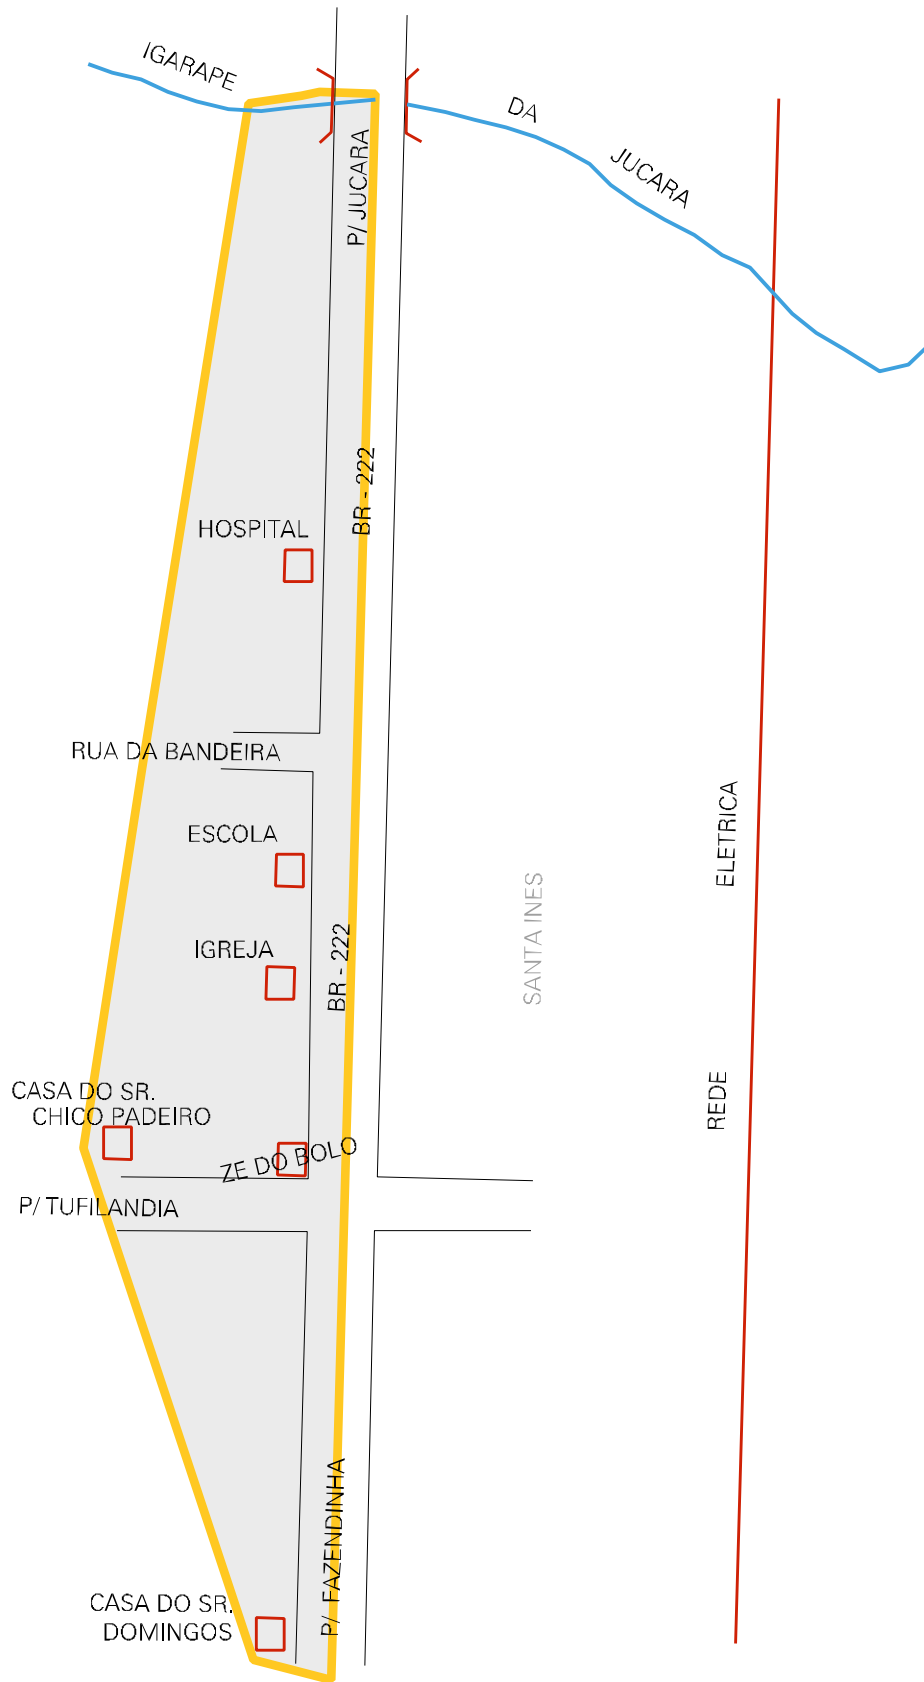 IGARAPE
DA
JUCARA
P/ JUCARA
BR - 222
HOSPITAL
RUA DA BANDEIRA
ESCOLA
ELETRICA
SANTA INES
IGREJA
BR - 222
REDE
CASA DO SR.
CHICO PADEIRO
ZE DO BOLO
P/ TUFILANDIA
P/ FAZENDINHA
CASA DO SR.
DOMINGOS